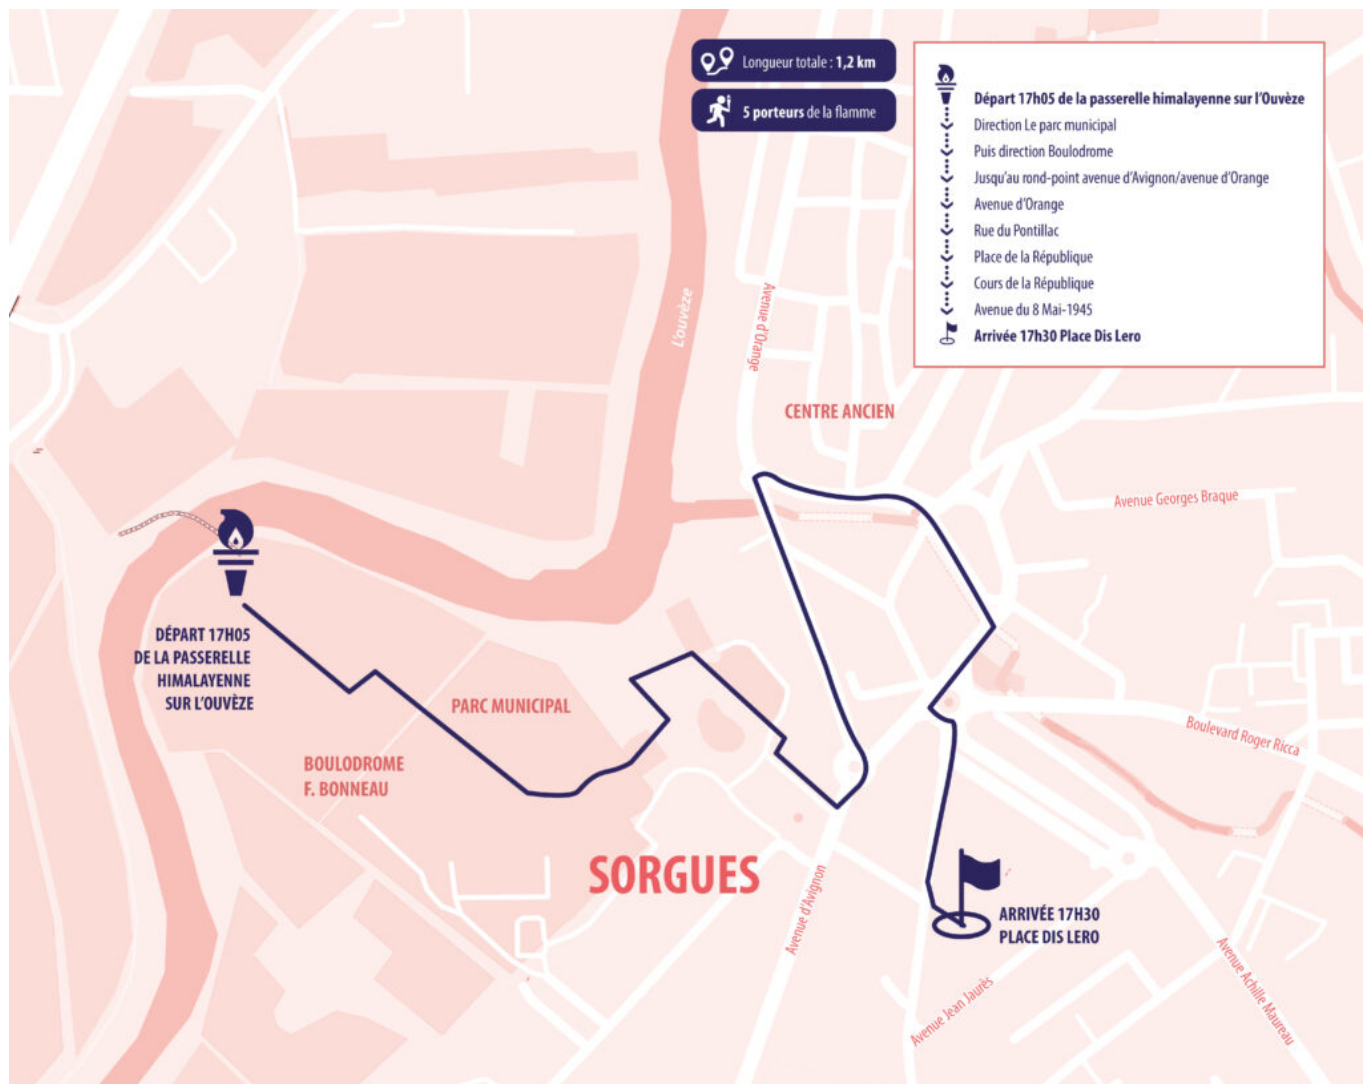 Longueur totale : 1,2 km
5 porteurs de la flamme
Départ 17h05 de la passerelle himalayenne sur l'Ouvèze
Direction Le parc municipal
Puis direction Boulodrome
Jusqu'au rond-point avenue d'Avignon/avenue d'Orange
Avenue d'Orange
Rue du Pontillac
Place de la République
Cours de la République
Avenue du 8 Mai-1945
Arrivée 17h30 Place Dis Lero
L'ouvèze
Avenue d'Orange
CENTRE ANCIEN
Avenue Georges Braque
DÉPART 17H05
DE LA PASSERELLE
HIMALAYENNE
SUR L'OUVÈZE
PARC MUNICIPAL
BOULODROME
F. BONNEAU
Boulevard Roger Ricca
SORGUES
Avenue d'Avignon
ARRIVÉE 17H30
PLACE DIS LERO
Avenue Jean Jaurès
Avenue Achille Maureau